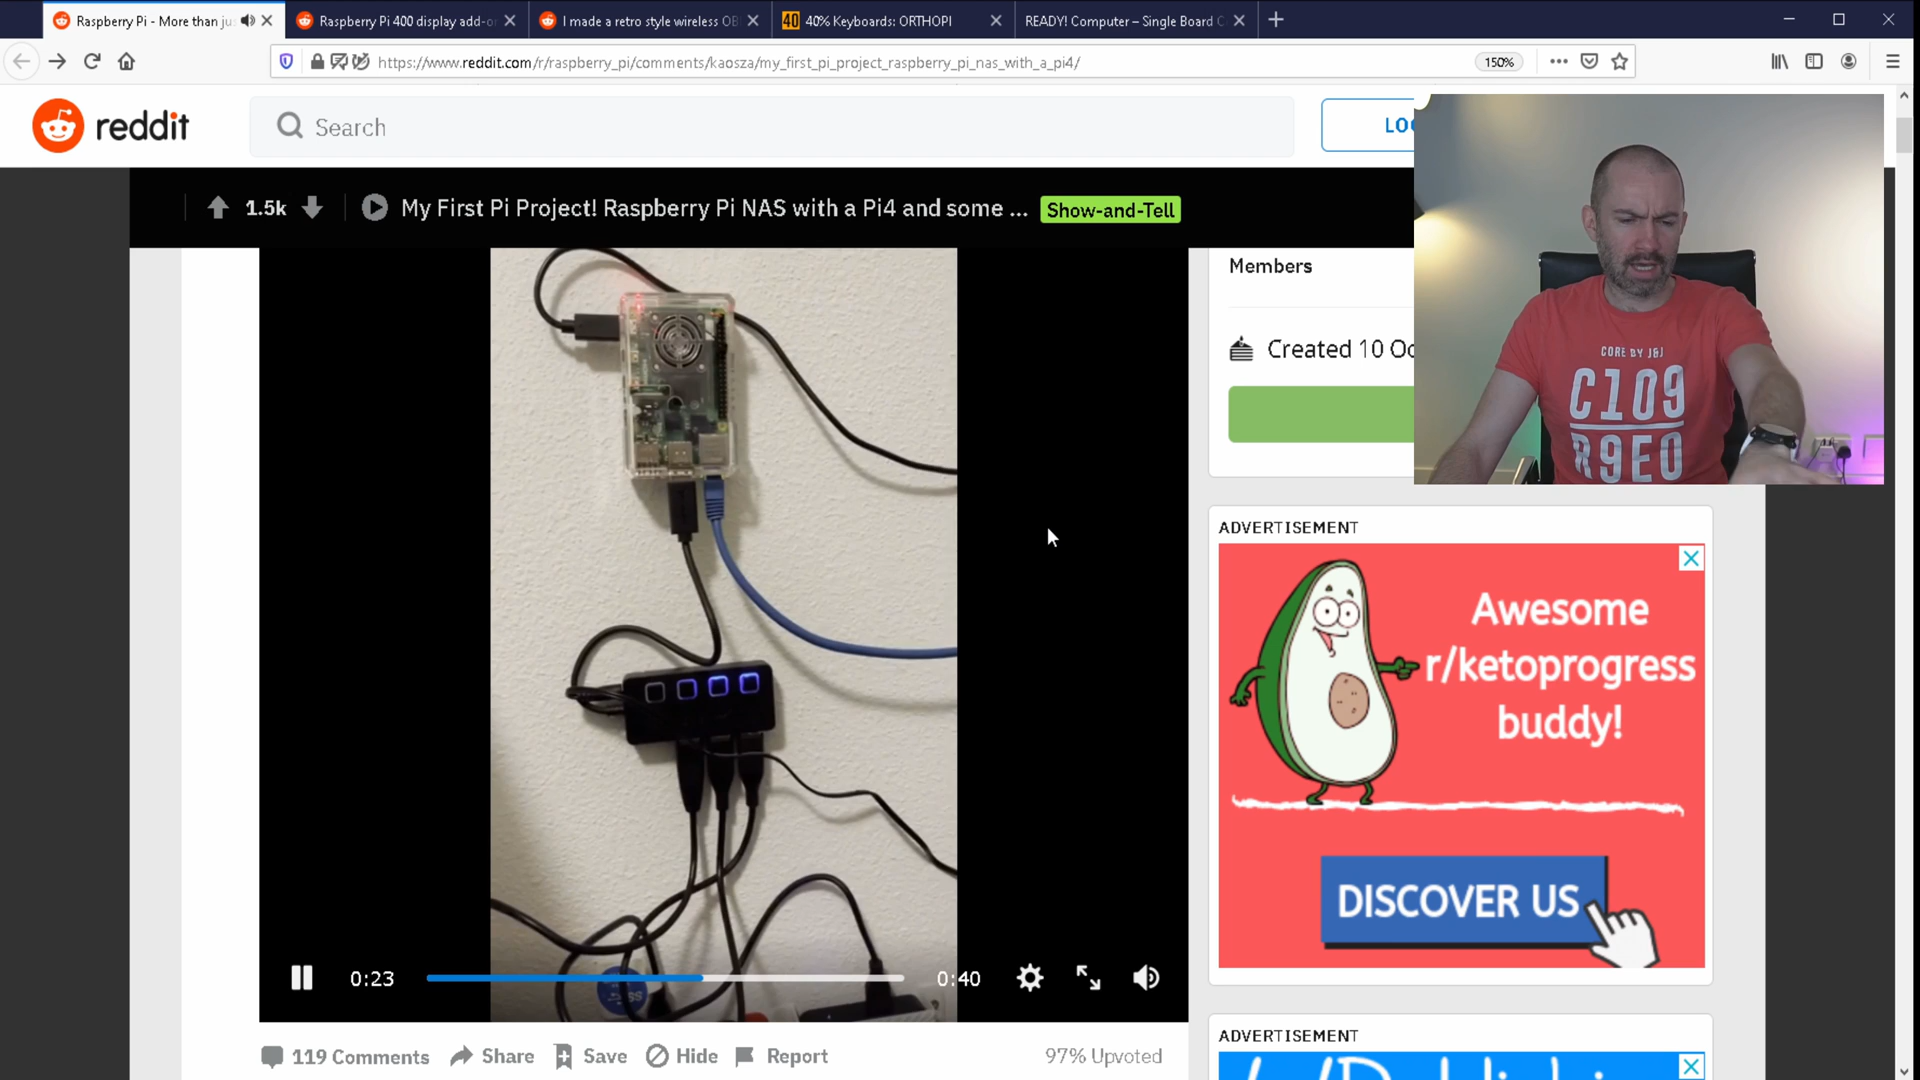 Raspberry Pi - More than jus
Raspberry Pi 400 display add-o
I made a retro style wireless OB
40 40% Keyboards: ORTHOPI
READY! Computer – Single Board C
https://www.reddit.com/r/raspberry_pi/comments/kaosza/my_first_pi_project_raspberry_pi_nas_with_a_pi4/
150%
reddit
Search
LO
1.5k
My First Pi Project! Raspberry Pi NAS with a Pi4 and some ...
Show-and-Tell
Members
Created 10 Oc
CORE BY J&J
C109
R9E0
ADVERTISEMENT
Awesome
r/ketoprogress
buddy!
DISCOVER US
0:23
0:40
119 Comments
Share
Save
Hide
Report
97% Upvoted
ADVERTISEMENT